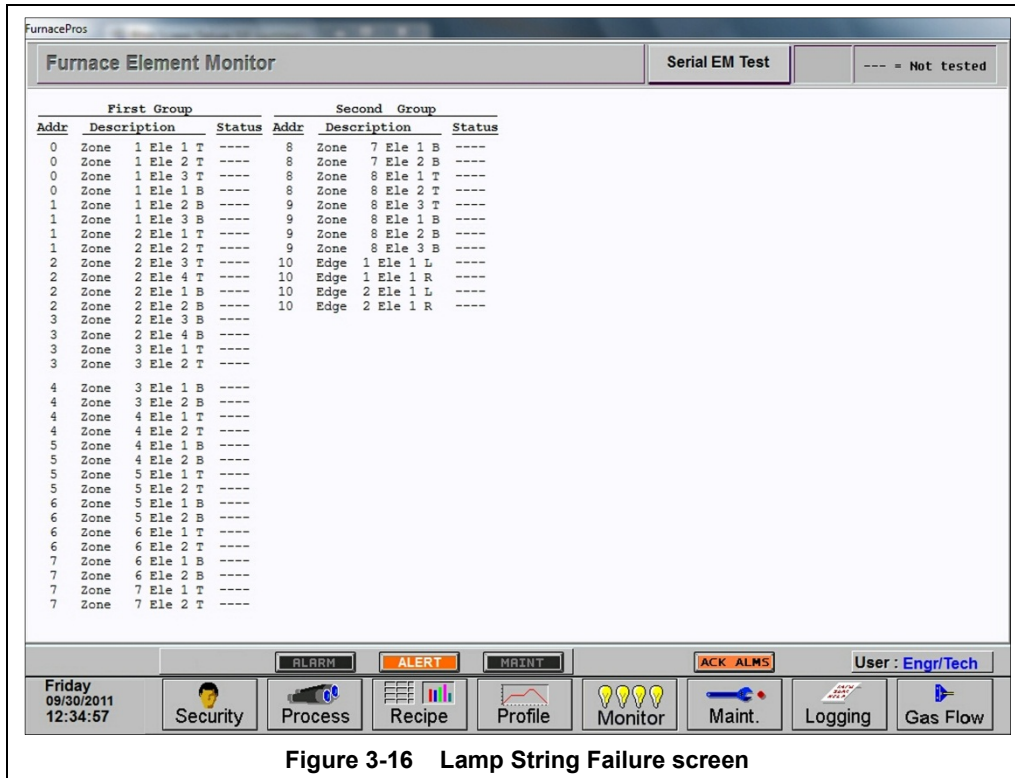 FurnacePros
Furnace Element Monitor
Serial EM Test
--- = Not tested
First Group Second Group
Addr Description Status Addr Description Status
0 Zone 1 Ele 1 T ---- 8 Zone 7 Ele 1 B ----
0 Zone 1 Ele 2 T ---- 8 Zone 7 Ele 2 B ----
0 Zone 1 Ele 3 T ---- 8 Zone 8 Ele 1 T ----
0 Zone 1 Ele 1 B ---- 8 Zone 8 Ele 2 T ----
1 Zone 1 Ele 2 B ---- 9 Zone 8 Ele 3 T ----
1 Zone 1 Ele 3 B ---- 9 Zone 8 Ele 1 B ----
1 Zone 2 Ele 1 T ---- 9 Zone 8 Ele 2 B ----
1 Zone 2 Ele 2 T ---- 9 Zone 8 Ele 3 B ----
2 Zone 2 Ele 3 T ---- 10 Edge 1 Ele 1 L ----
2 Zone 2 Ele 4 T ---- 10 Edge 1 Ele 1 R ----
2 Zone 2 Ele 1 B ---- 10 Edge 2 Ele 1 L ----
2 Zone 2 Ele 2 B ---- 10 Edge 2 Ele 1 R ----
3 Zone 2 Ele 3 B ----
3 Zone 2 Ele 4 B ----
3 Zone 3 Ele 1 T ----
3 Zone 3 Ele 2 T ----
4 Zone 3 Ele 1 B ----
4 Zone 3 Ele 2 B ----
4 Zone 4 Ele 1 T ----
4 Zone 4 Ele 2 T ----
5 Zone 4 Ele 1 B ----
5 Zone 4 Ele 2 B ----
5 Zone 5 Ele 1 T ----
5 Zone 5 Ele 2 T ----
6 Zone 5 Ele 1 B ----
6 Zone 5 Ele 2 B ----
6 Zone 6 Ele 1 T ----
6 Zone 6 Ele 2 T ----
7 Zone 6 Ele 1 B ----
7 Zone 6 Ele 2 B ----
7 Zone 7 Ele 1 T ----
7 Zone 7 Ele 2 T ----
ALARM ALERT MAINT ACK ALMS User : Engr/Tech
Friday
09/30/2011
12:34:57
Security Process Recipe Profile Monitor Maint. Logging Gas Flow
Figure 3-16 Lamp String Failure screen